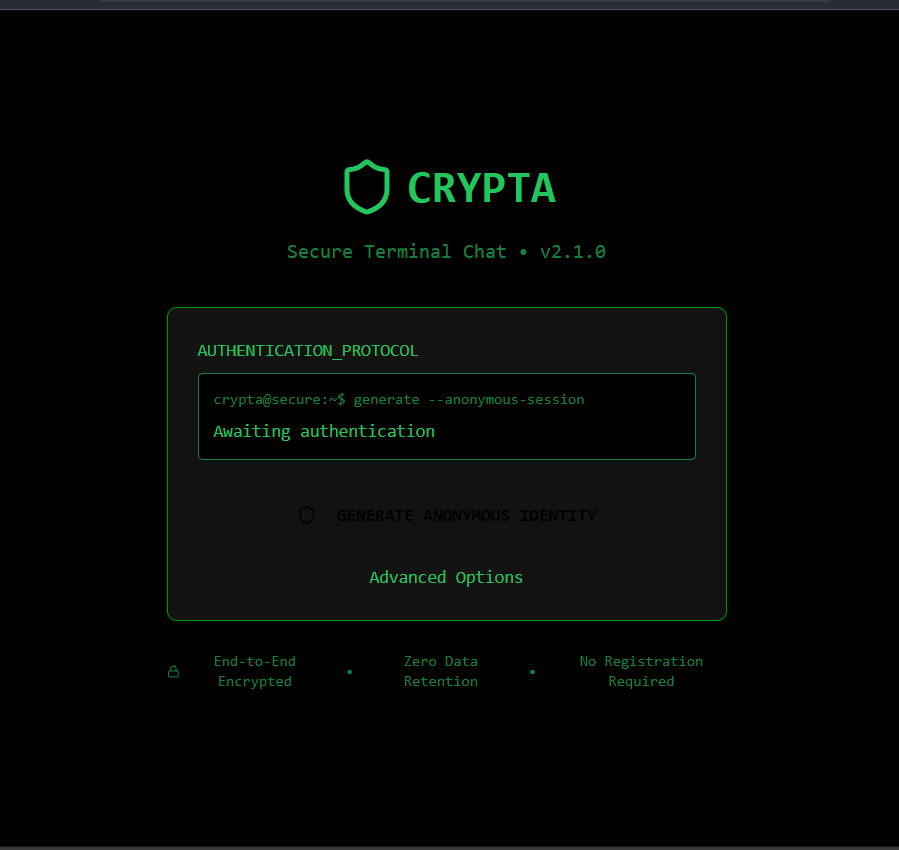 CRYPTA
Secure Terminal Chat • v2.1.0
AUTHENTICATION_PROTOCOL
crypta@secure:~$ generate --anonymous-session
Awaiting authentication
GENERATE ANONYMOUS IDENTITY
Advanced Options
End-to-End
Encrypted
•
Zero Data
Retention
•
No Registration
Required